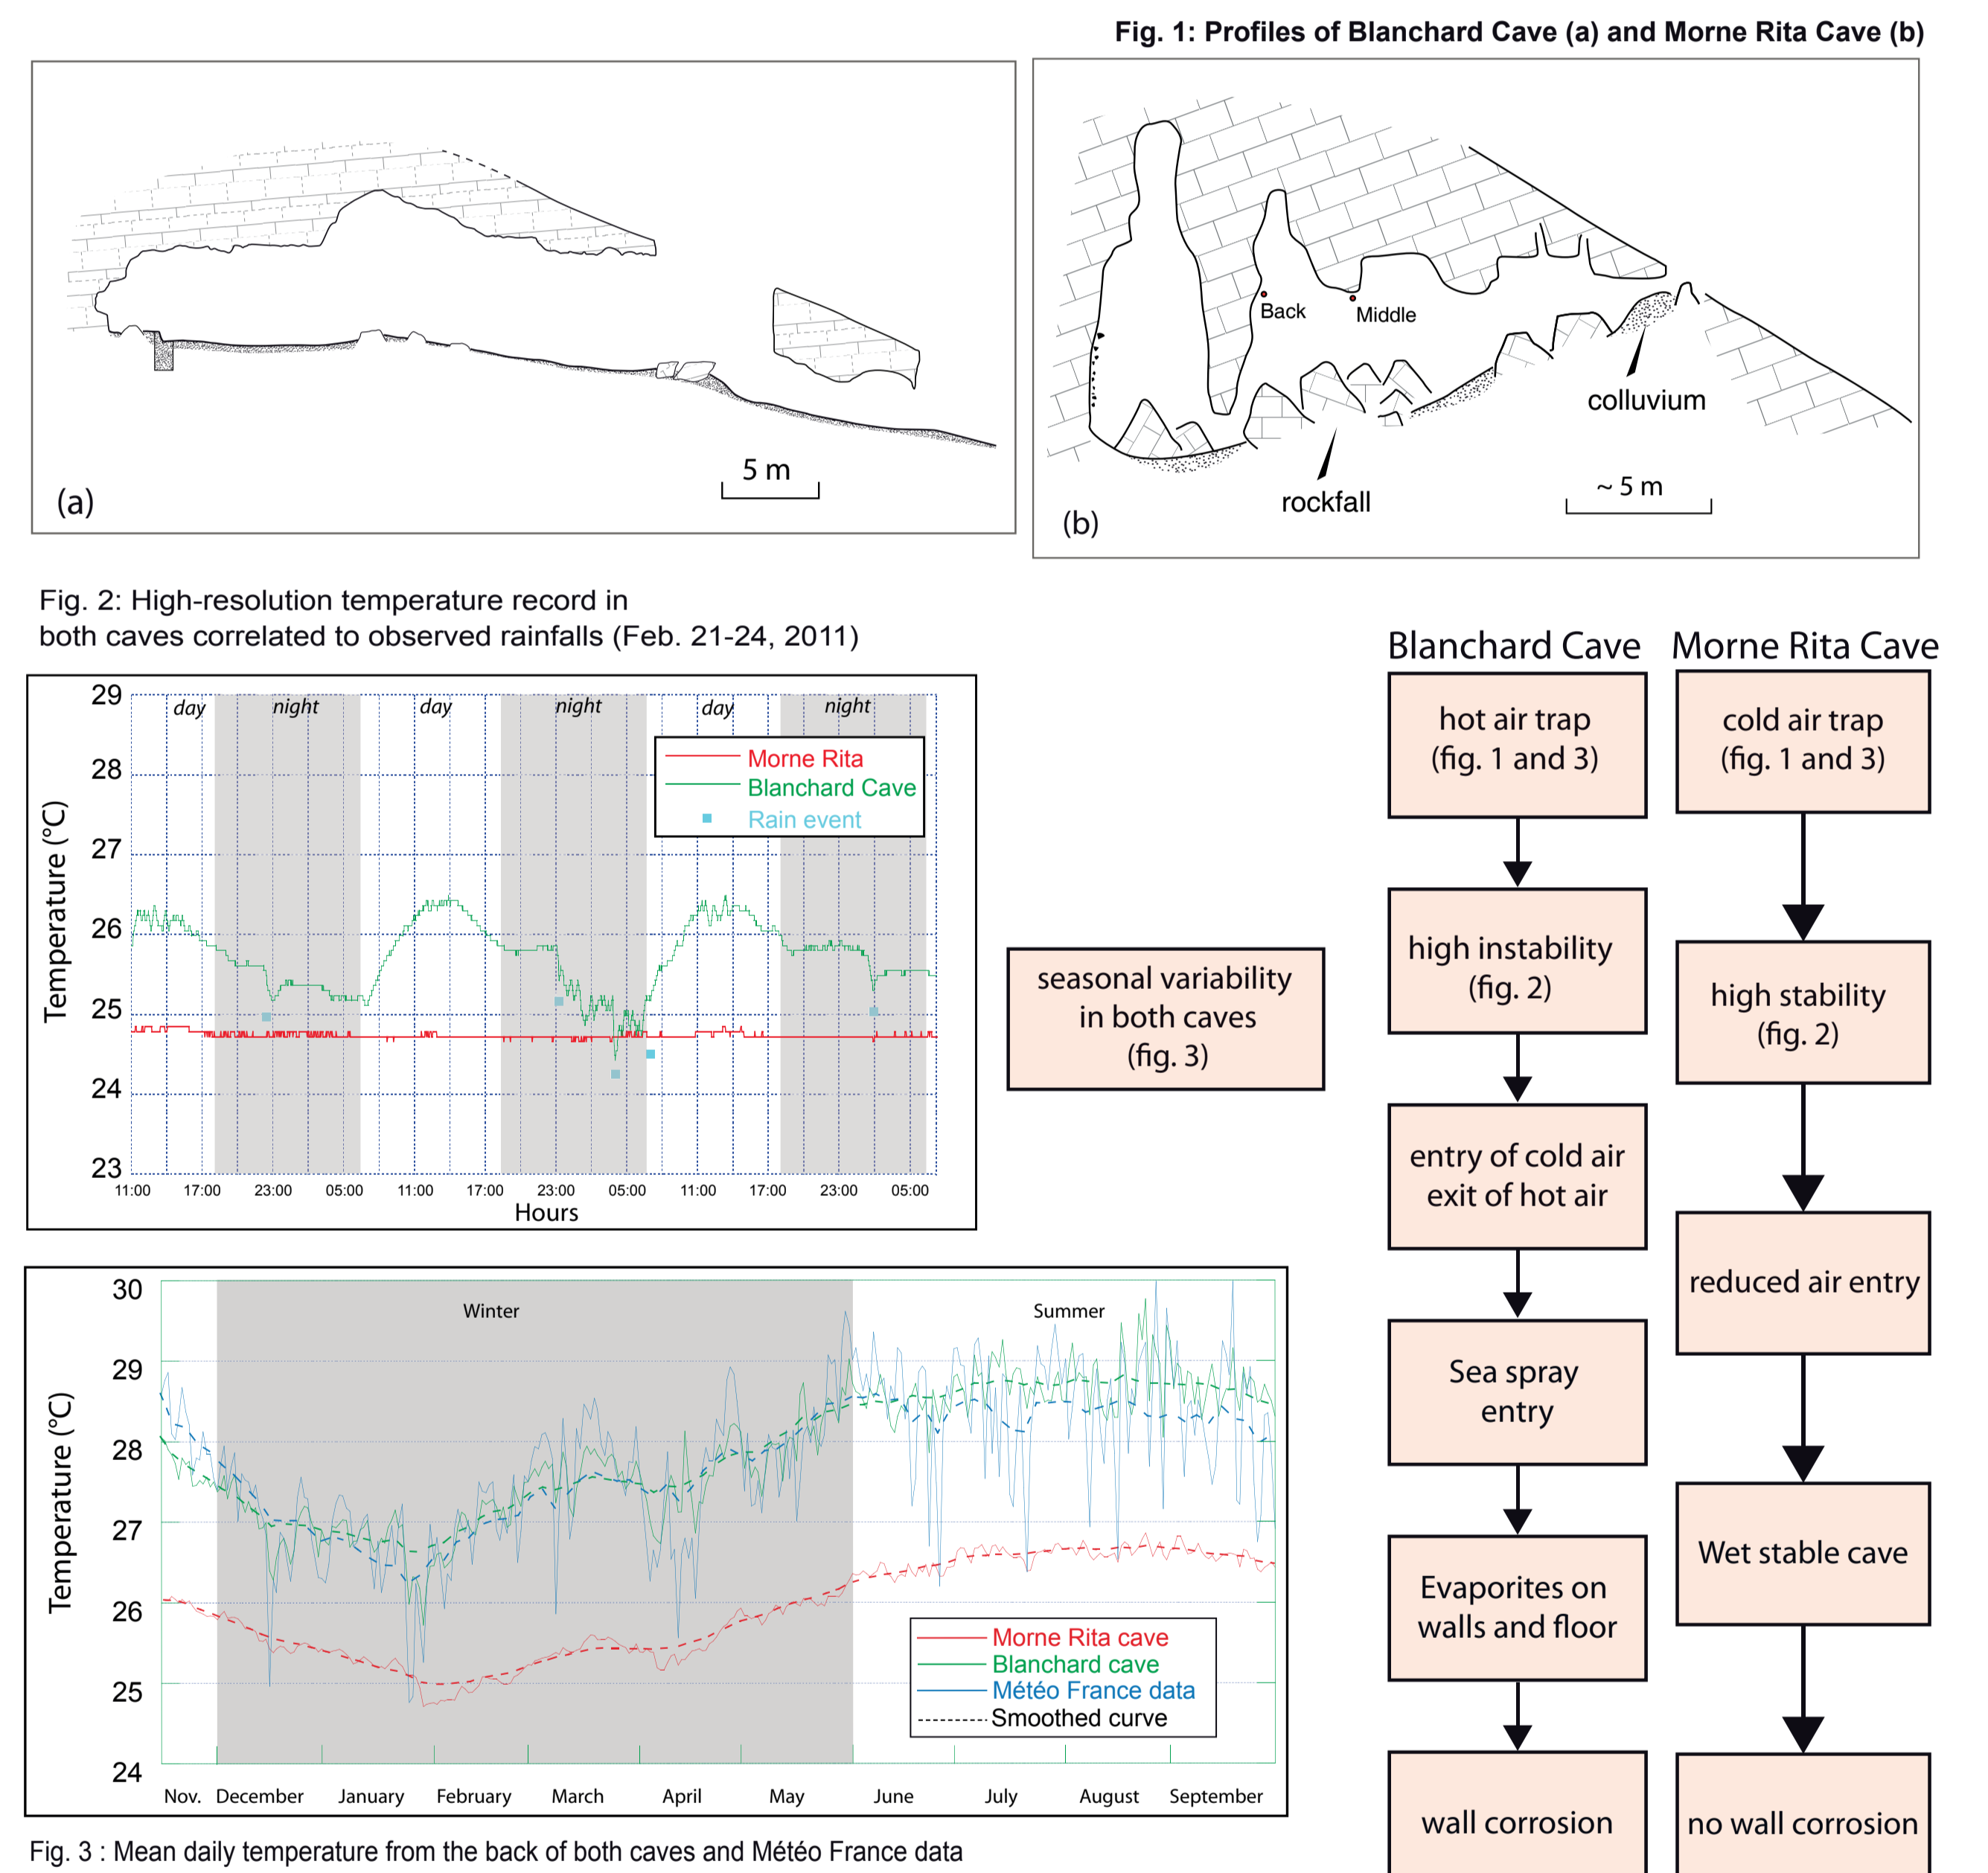 Fig. 1: Profiles of Blanchard Cave (a) and Morne Rita Cave (b)
5 m
(a)
Back
Middle
colluvium
rockfall
~ 5 m
(b)
Fig. 2: High-resolution temperature record in
both caves correlated to observed rainfalls (Feb. 21-24, 2011)
Temperature (°C)
29
28
27
26
25
24
23
day
night
day
night
day
night
Morne Rita
Blanchard Cave
Rain event
11:00
17:00
23:00
05:00
11:00
17:00
23:00
05:00
11:00
17:00
23:00
05:00
Hours
seasonal variability
in both caves
(fig. 3)
Temperature (°C)
30
29
28
27
26
25
24
Winter
Summer
Morne Rita cave
Blanchard cave
Météo France data
Smoothed curve
Nov.
December
January
February
March
April
May
June
July
August
September
Fig. 3 : Mean daily temperature from the back of both caves and Météo France data
Blanchard Cave
hot air trap
(fig. 1 and 3)
high instability
(fig. 2)
entry of cold air
exit of hot air
Sea spray
entry
Evaporites on
walls and floor
wall corrosion
Morne Rita Cave
cold air trap
(fig. 1 and 3)
high stability
(fig. 2)
reduced air entry
Wet stable cave
no wall corrosion